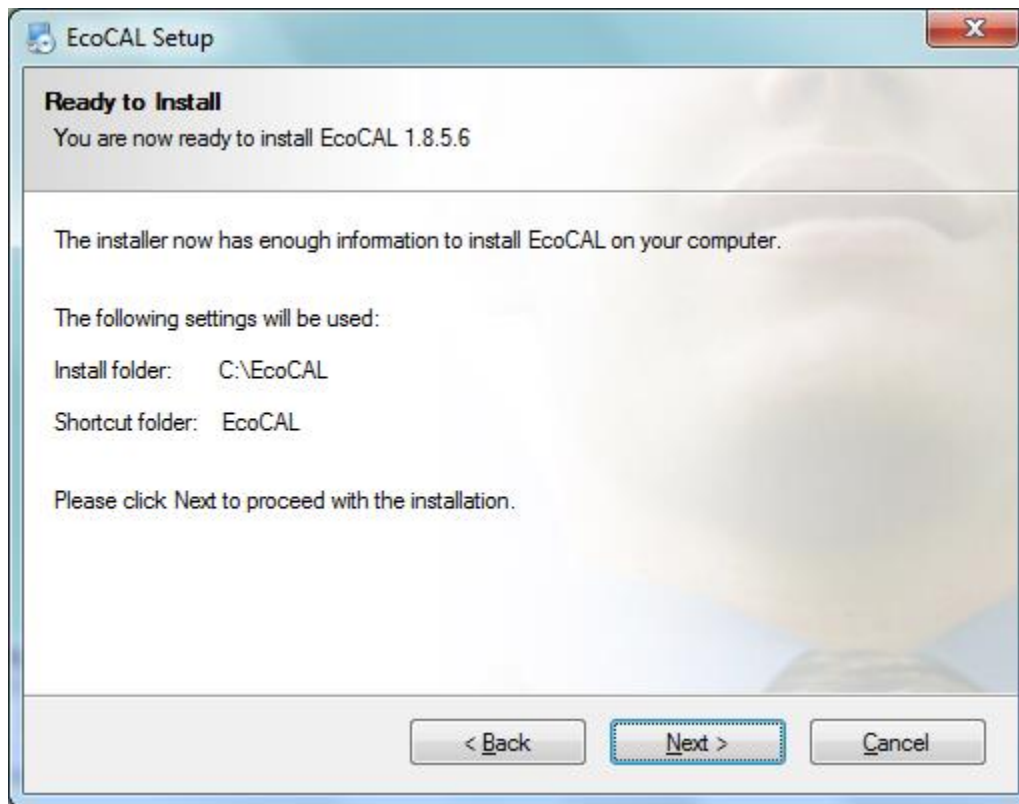 EcoCAL Setup
Ready to Install
You are now ready to install EcoCAL 1.8.5.6
The installer now has enough information to install EcoCAL on your computer.
The following settings will be used:
Install folder: C:\EcoCAL
Shortcut folder: EcoCAL
Please click Next to proceed with the installation.
< Back Next > Cancel